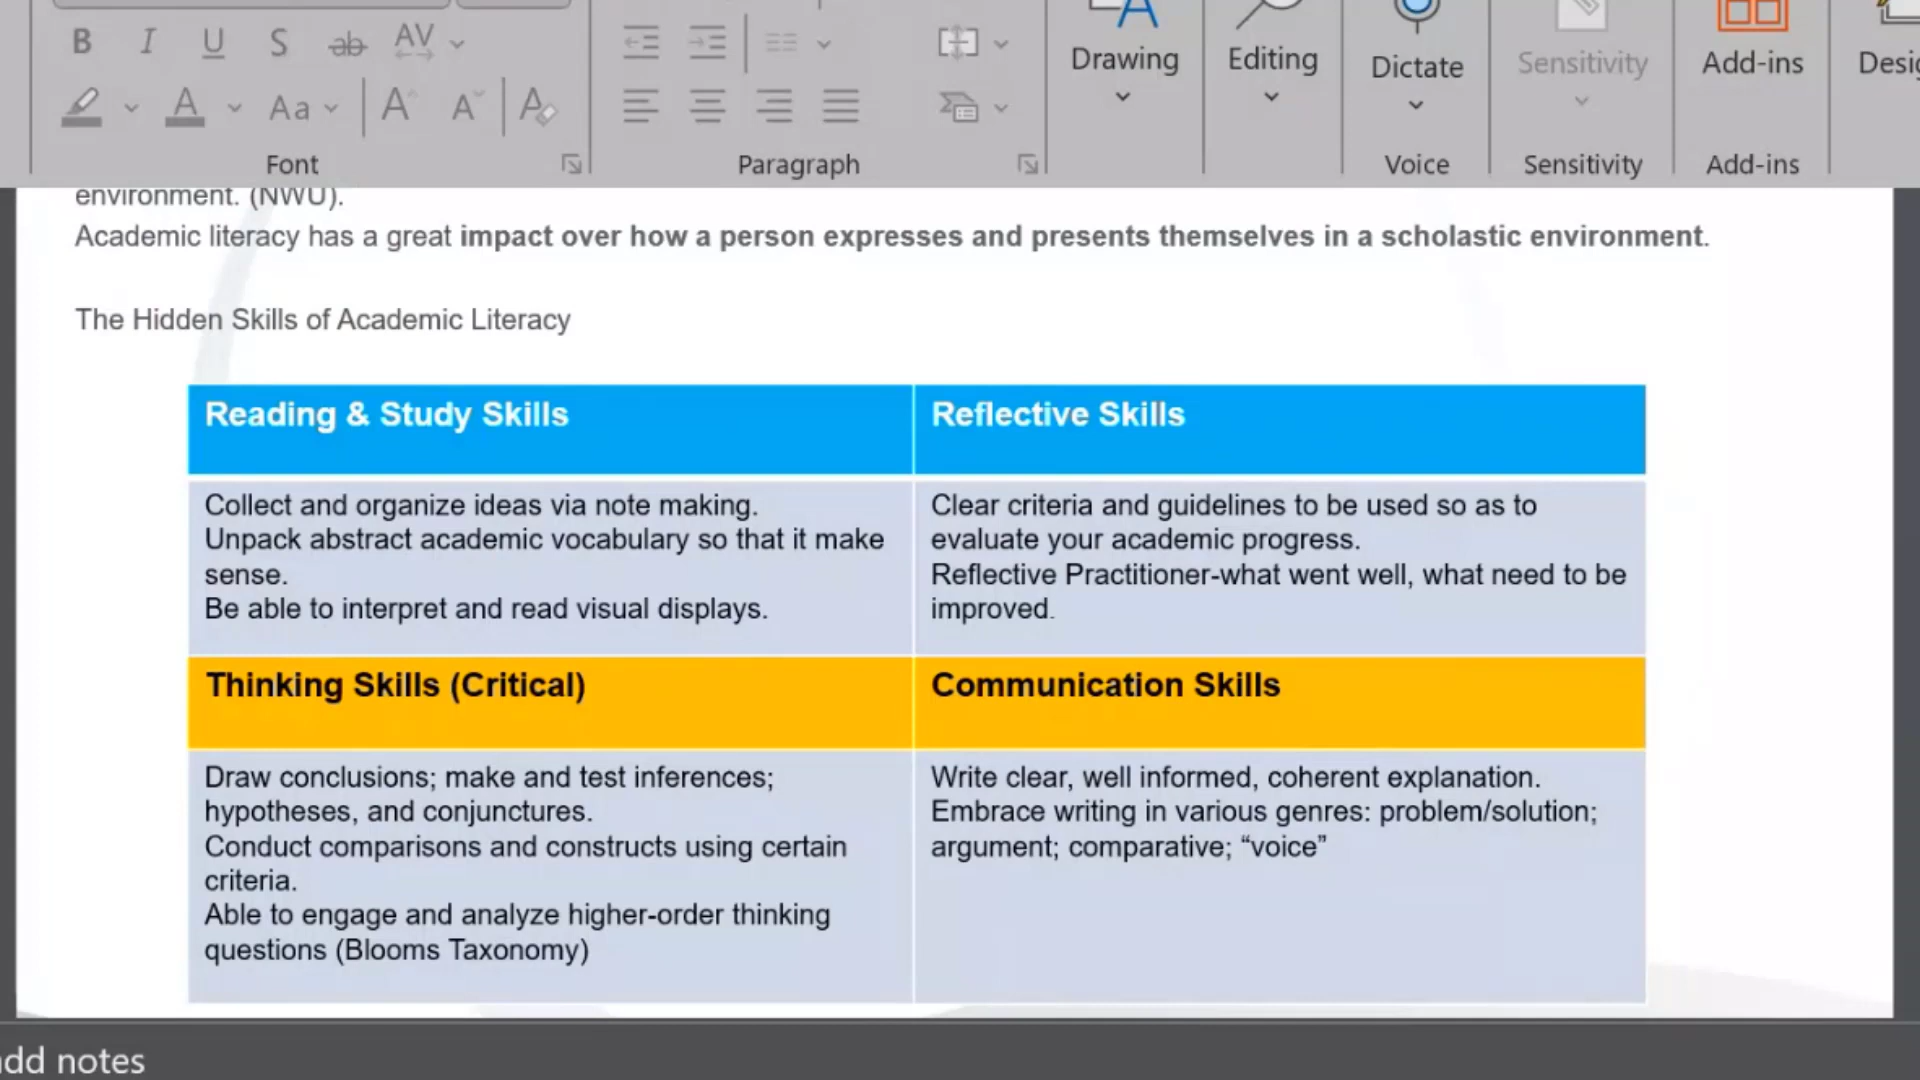 B I U S ab AV
A Aa A A A
Drawing
Editing
Dictate
Sensitivity
Add-ins
Font
Paragraph
Voice
Sensitivity
Add-ins
environment. (NWU).
Academic literacy has a great impact over how a person expresses and presents themselves in a scholastic environment.
The Hidden Skills of Academic Literacy
Reading & Study Skills
Reflective Skills
Collect and organize ideas via note making.
Unpack abstract academic vocabulary so that it make
sense.
Be able to interpret and read visual displays.
Clear criteria and guidelines to be used so as to
evaluate your academic progress.
Reflective Practitioner-what went well, what need to be
improved.
Thinking Skills (Critical)
Communication Skills
Draw conclusions; make and test inferences;
hypotheses, and conjunctures.
Conduct comparisons and constructs using certain
criteria.
Able to engage and analyze higher-order thinking
questions (Blooms Taxonomy)
Write clear, well informed, coherent explanation.
Embrace writing in various genres: problem/solution;
argument; comparative; “voice”
notes